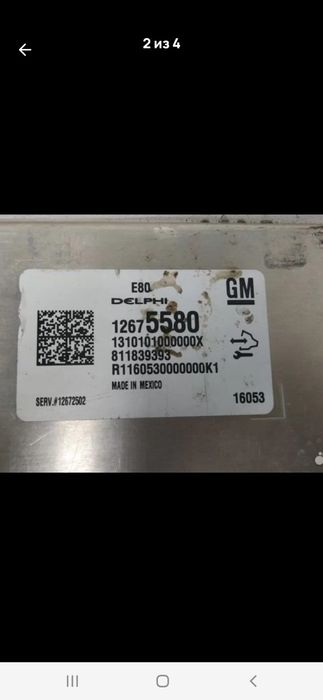 2 из 4
E80
DELPHI
GM
12675580
1310101000000X
811839393
R1160530000000K1
MADE IN MEXICO
SERV.#12672502
16053